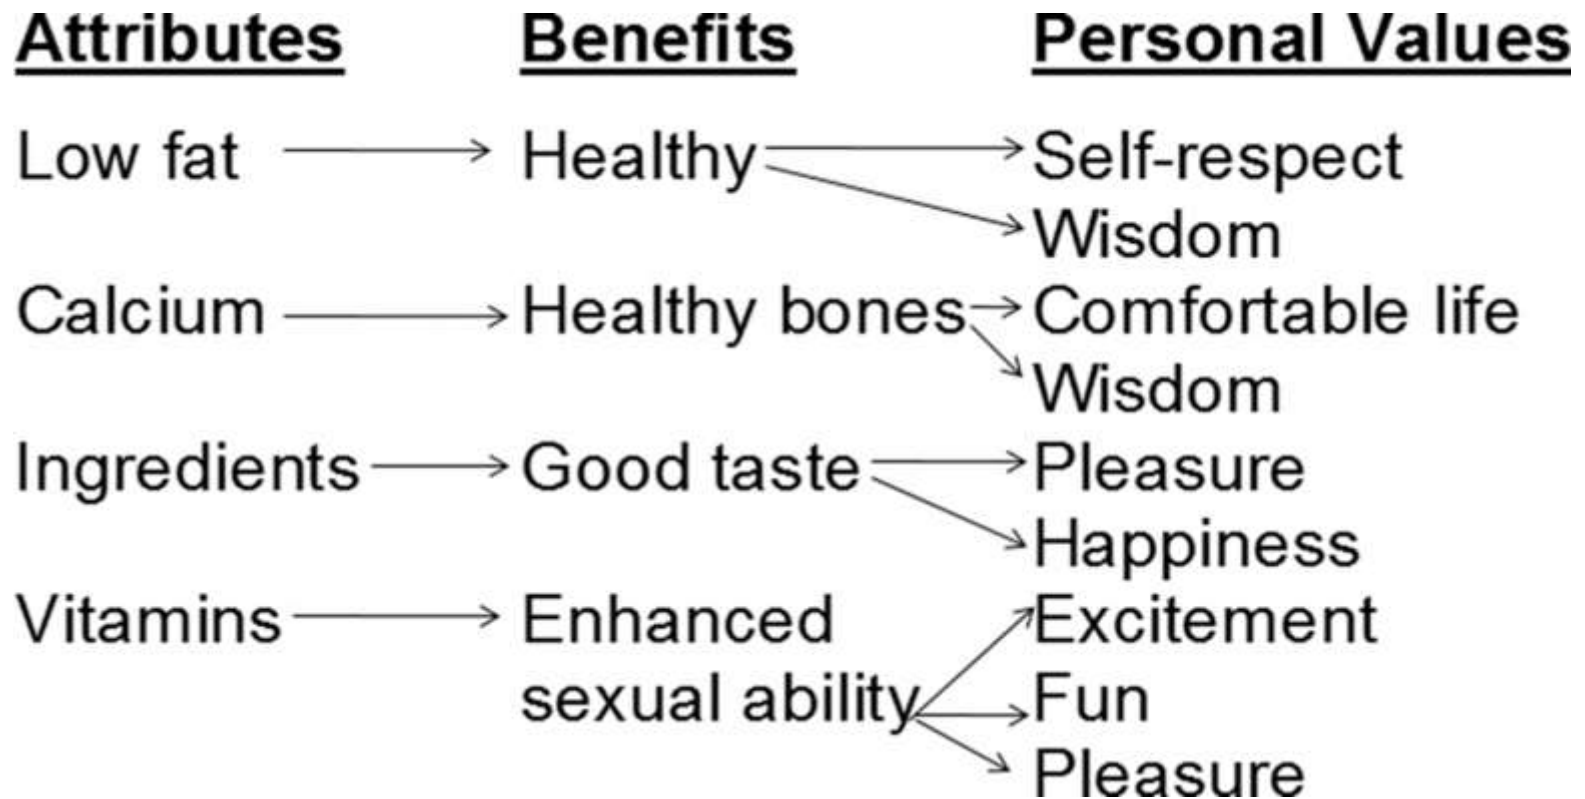 Attributes Benefits Personal Values
Low fat Healthy Self-respect
Wisdom
Calcium Healthy bones Comfortable life
Wisdom
Ingredients Good taste Pleasure
Happiness
Vitamins Enhanced Excitement
sexual ability Fun
Pleasure